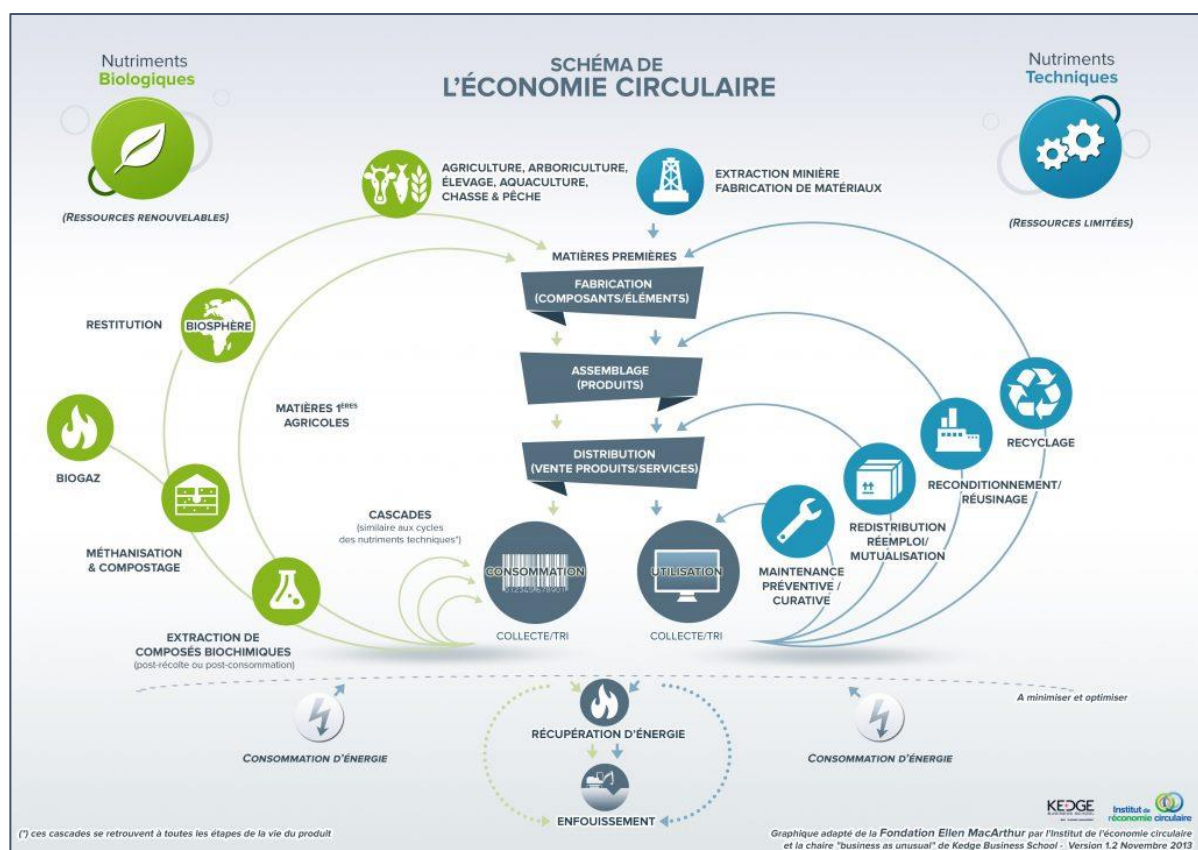 Nutriments
Biologiques
(RESSOURCES RENOUVELABLES)
SCHÉMA DE
L'ÉCONOMIE CIRCULAIRE
Nutriments
Techniques
(RESSOURCES LIMITÉES)
AGRICULTURE, ARBORICULTURE,
ÉLEVAGE, AQUACULTURE,
CHASSE & PÊCHE
EXTRACTION MINIÈRE
FABRICATION DE MATÉRIAUX
MATIÈRES PREMIÈRES
FABRICATION
(COMPOSANTS/ÉLÉMENTS)
ASSEMBLAGE
(PRODUITS)
DISTRIBUTION
(VENTE PRODUITS/SERVICES)
RESTITUTION
BIOSPHÈRE
MATIÈRES 1ÈRES
AGRICOLES
BIOGAZ
MÉTHANISATION
& COMPOSTAGE
EXTRACTION DE
COMPOSÉS BIOCHIMIQUES
(post-récolte ou post-consommation)
CASCADES
(similaire aux cycles
des nutriments techniques*)
CONSOMMATION
COLLECTE/TRI
UTILISATION
COLLECTE/TRI
MAINTENANCE
PRÉVENTIVE /
CURATIVE
REDISTRIBUTION
RÉEMPLOI/
MUTUALISATION
RECONDITIONNEMENT/
RÉUSINAGE
RECYCLAGE
A minimiser et optimiser
CONSOMMATION D'ÉNERGIE
RÉCUPÉRATION D'ÉNERGIE
CONSOMMATION D'ÉNERGIE
ENFOUISSEMENT
KEDGE
BUSINESS SCHOOL
Institut de
l'économie circulaire
(*) ces cascades se retrouvent à toutes les étapes de la vie du produit
Graphique adapté de la Fondation Ellen MacArthur par l'Institut de l'économie circulaire
et la chaire "business as unusual" de Kedge Business School - Version 1.2 Novembre 2013